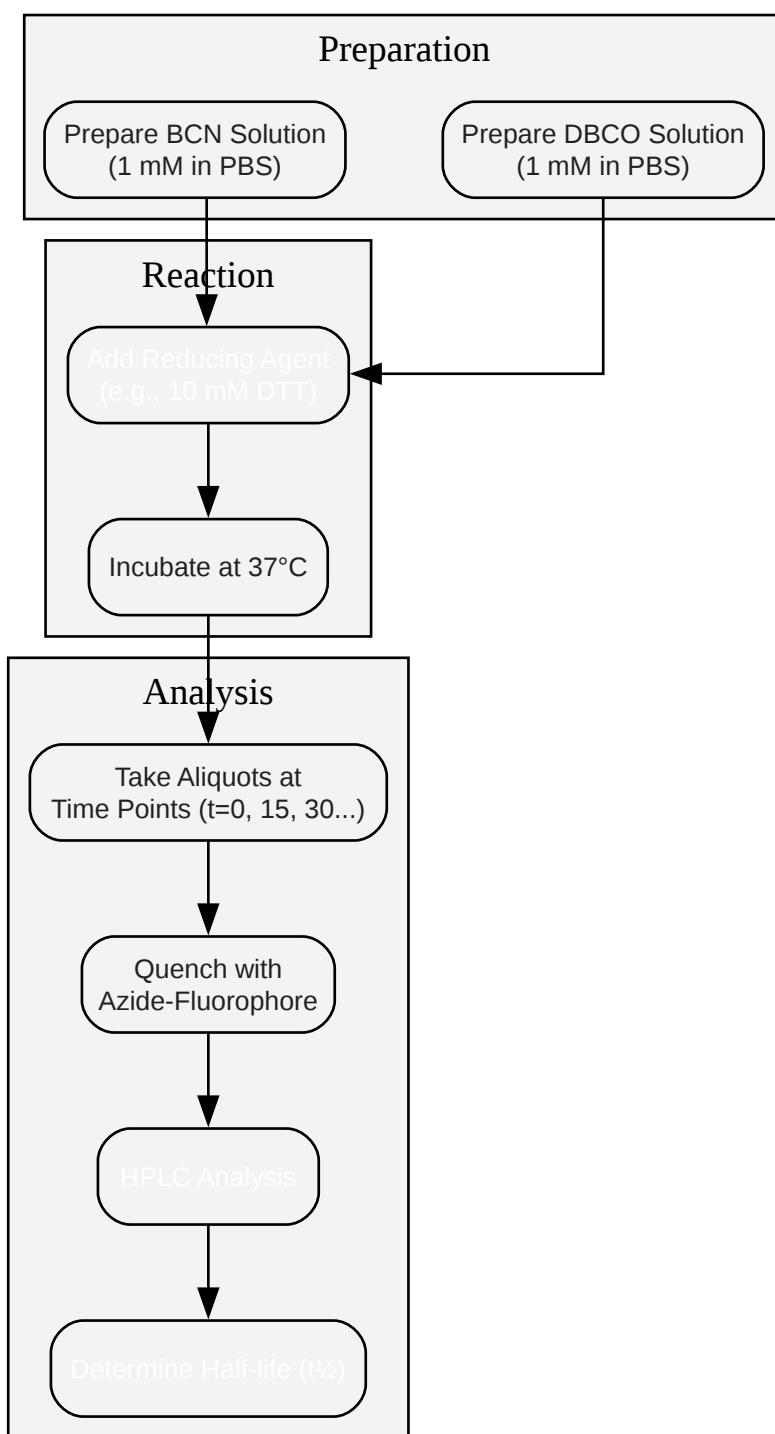 Preparation
Prepare BCN Solution
(1 mM in PBS)
Prepare DBCO Solution
(1 mM in PBS)
Reaction
Add Reducing Agent
(e.g., 10 mM DTT)
Incubate at 37°C
Analysis
Take Aliquots at
Time Points (t=0, 15, 30...)
Quench with
Azide-Fluorophore
HPLC Analysis
Determine Half-life (t½)